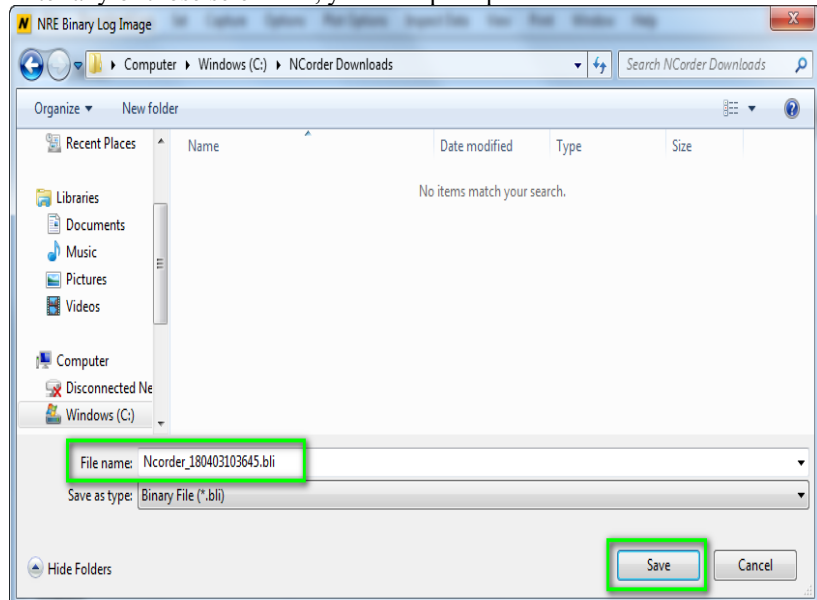 NRE Binary Log Image
Computer Windows (C:) NCorder Downloads Search NCorder Downloads
Organize New folder
Recent Places Name Date modified Type Size
No items match your search.
Libraries
Documents
Music
Pictures
Videos
Computer
Disconnected Ne
Windows (C:)
File name: Ncorder_180403103645.bli
Save as type: Binary File (*.bli)
Hide Folders Save Cancel